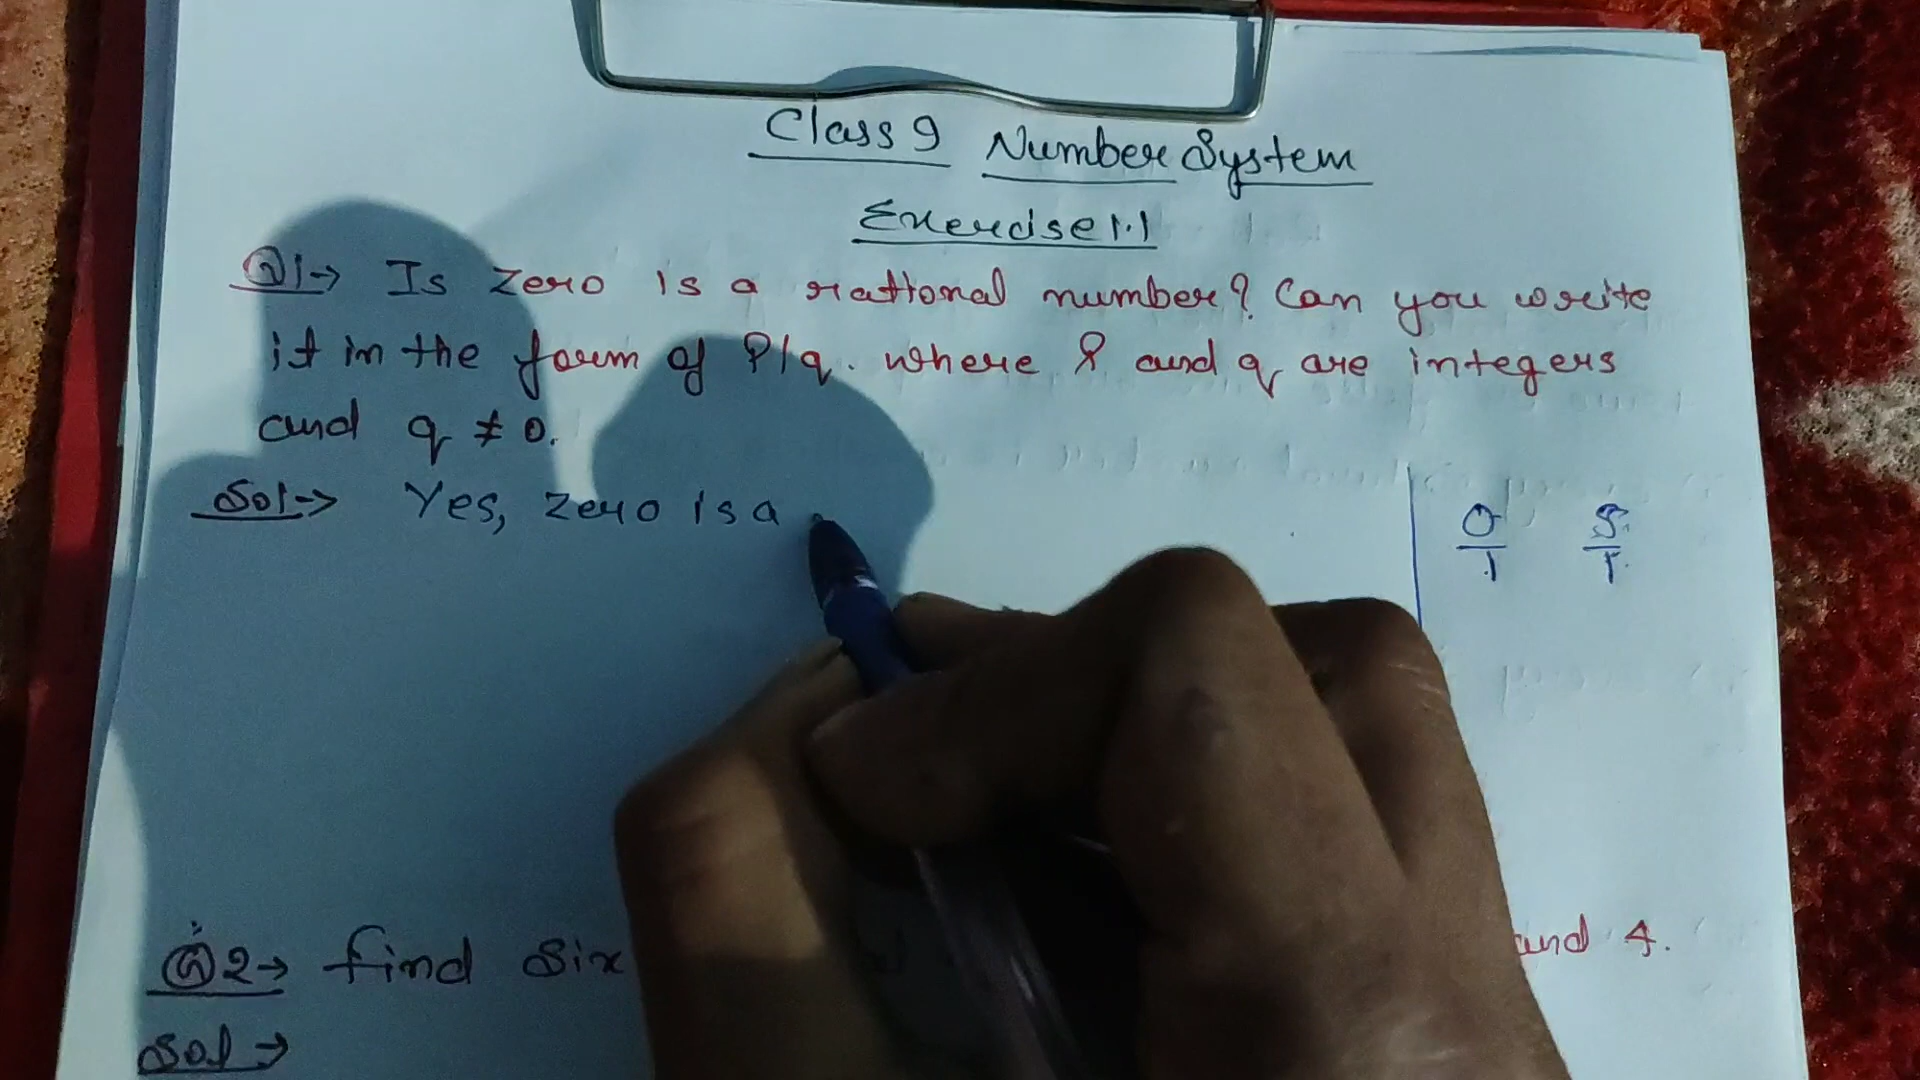 Class 9 Number System
Exercise 1.1
Q1→ Is zero is a rational number? Can you write
it in the form of P/q. where P and q are integers
and q ≠ 0.
Sol→ Yes, zero is a
0/1 5/1
Q2→ find six and 4.
Sol→